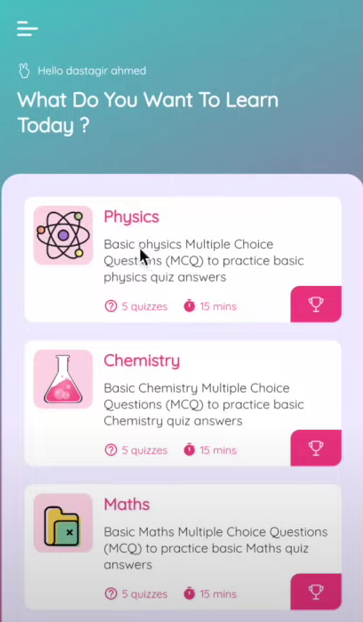 Hello dastagir ahmed
What Do You Want To Learn
Today ?
Physics
Basic physics Multiple Choice
Questions (MCQ) to practice basic
physics quiz answers
5 quizzes 15 mins
Chemistry
Basic Chemistry Multiple Choice
Questions (MCQ) to practice basic
Chemistry quiz answers
5 quizzes 15 mins
Maths
Basic Maths Multiple Choice Questions
(MCQ) to practice basic Maths quiz
answers
5 quizzes 15 mins